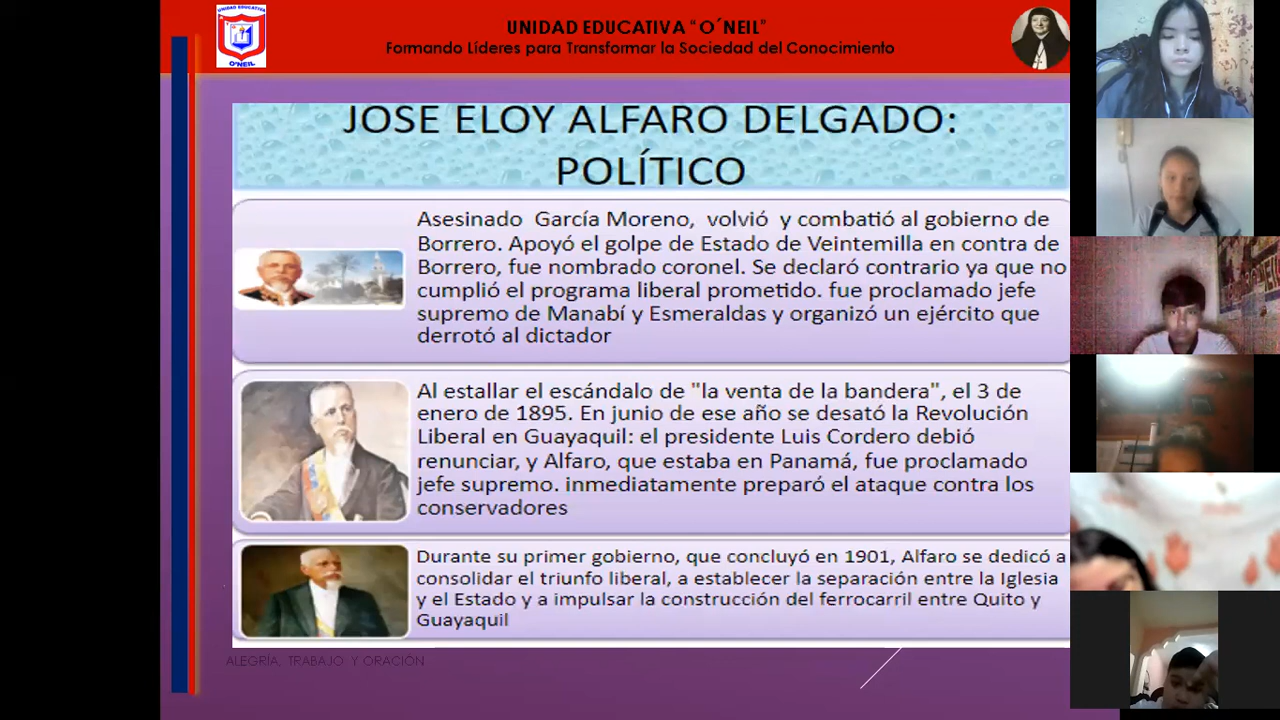 UNIDAD EDUCATIVA
O´NEIL
UNIDAD EDUCATIVA “O´NEIL”
Formando Líderes para Transformar la Sociedad del Conocimiento
JOSE ELOY ALFARO DELGADO:
POLÍTICO
Asesinado García Moreno, volvió y combatió al gobierno de
Borrero. Apoyó el golpe de Estado de Veintemilla en contra de
Borrero, fue nombrado coronel. Se declaró contrario ya que no
cumplió el programa liberal prometido. fue proclamado jefe
supremo de Manabí y Esmeraldas y organizó un ejército que
derrotó al dictador
Al estallar el escándalo de "la venta de la bandera", el 3 de
enero de 1895. En junio de ese año se desató la Revolución
Liberal en Guayaquil: el presidente Luis Cordero debió
renunciar, y Alfaro, que estaba en Panamá, fue proclamado
jefe supremo. inmediatamente preparó el ataque contra los
conservadores
Durante su primer gobierno, que concluyó en 1901, Alfaro se dedicó a
consolidar el triunfo liberal, a establecer la separación entre la Iglesia
y el Estado y a impulsar la construcción del ferrocarril entre Quito y
Guayaquil
ALEGRÍA, TRABAJO Y ORACIÓN